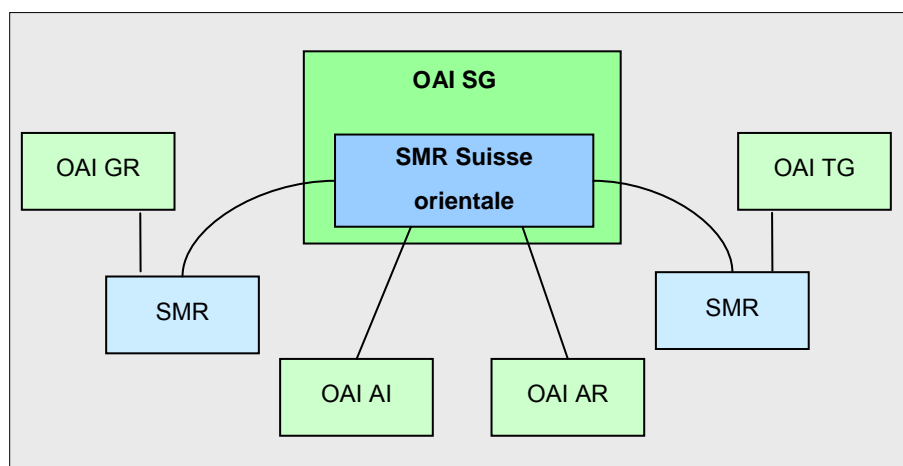 OAI SG
SMR Suisse
orientale
OAI GR
OAI TG
SMR
SMR
OAI AI
OAI AR